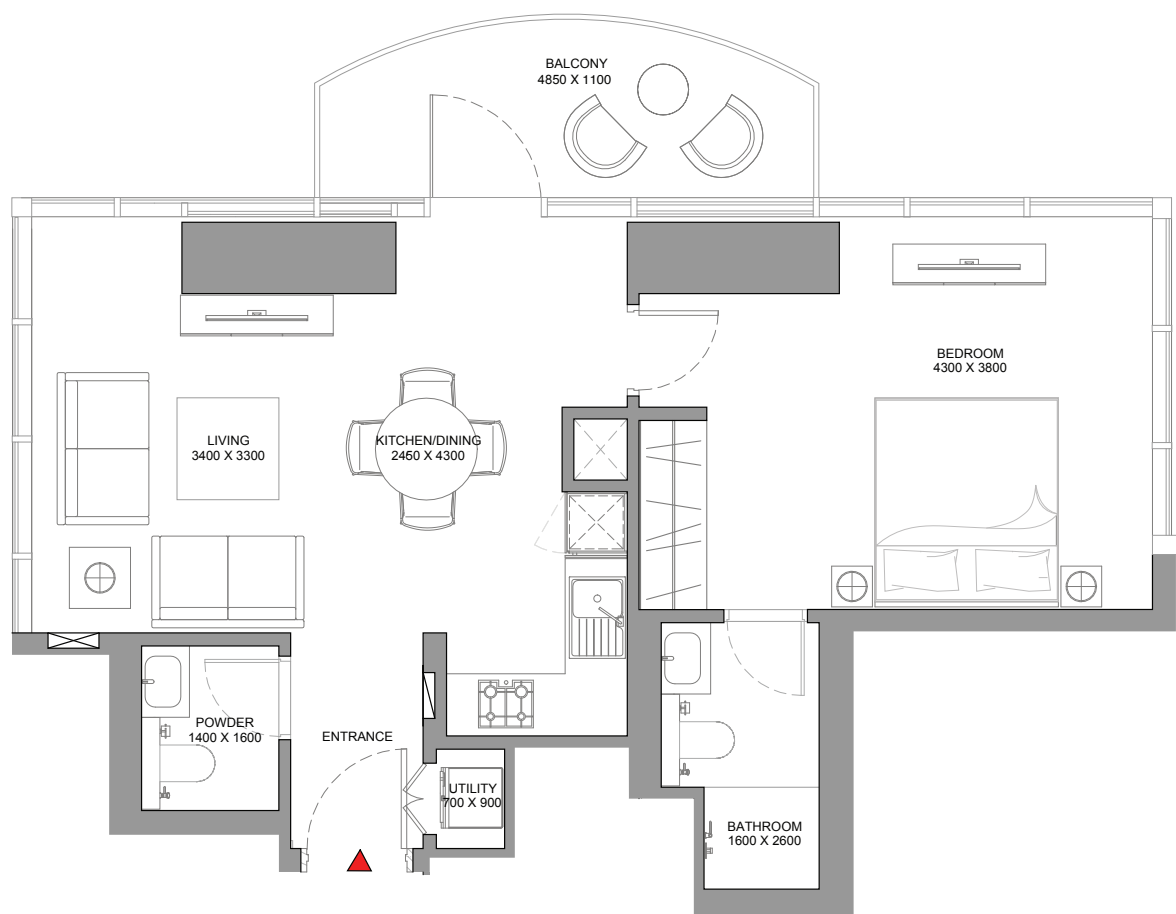 BALCONY
4850 X 1100
BEDROOM
4300 X 3800
LIVING
3400 X 3300
KITCHEN/DINING
2450 X 4300
POWDER
1400 X 1600
ENTRANCE
UTILITY
700 X 900
BATHROOM
1600 X 2600